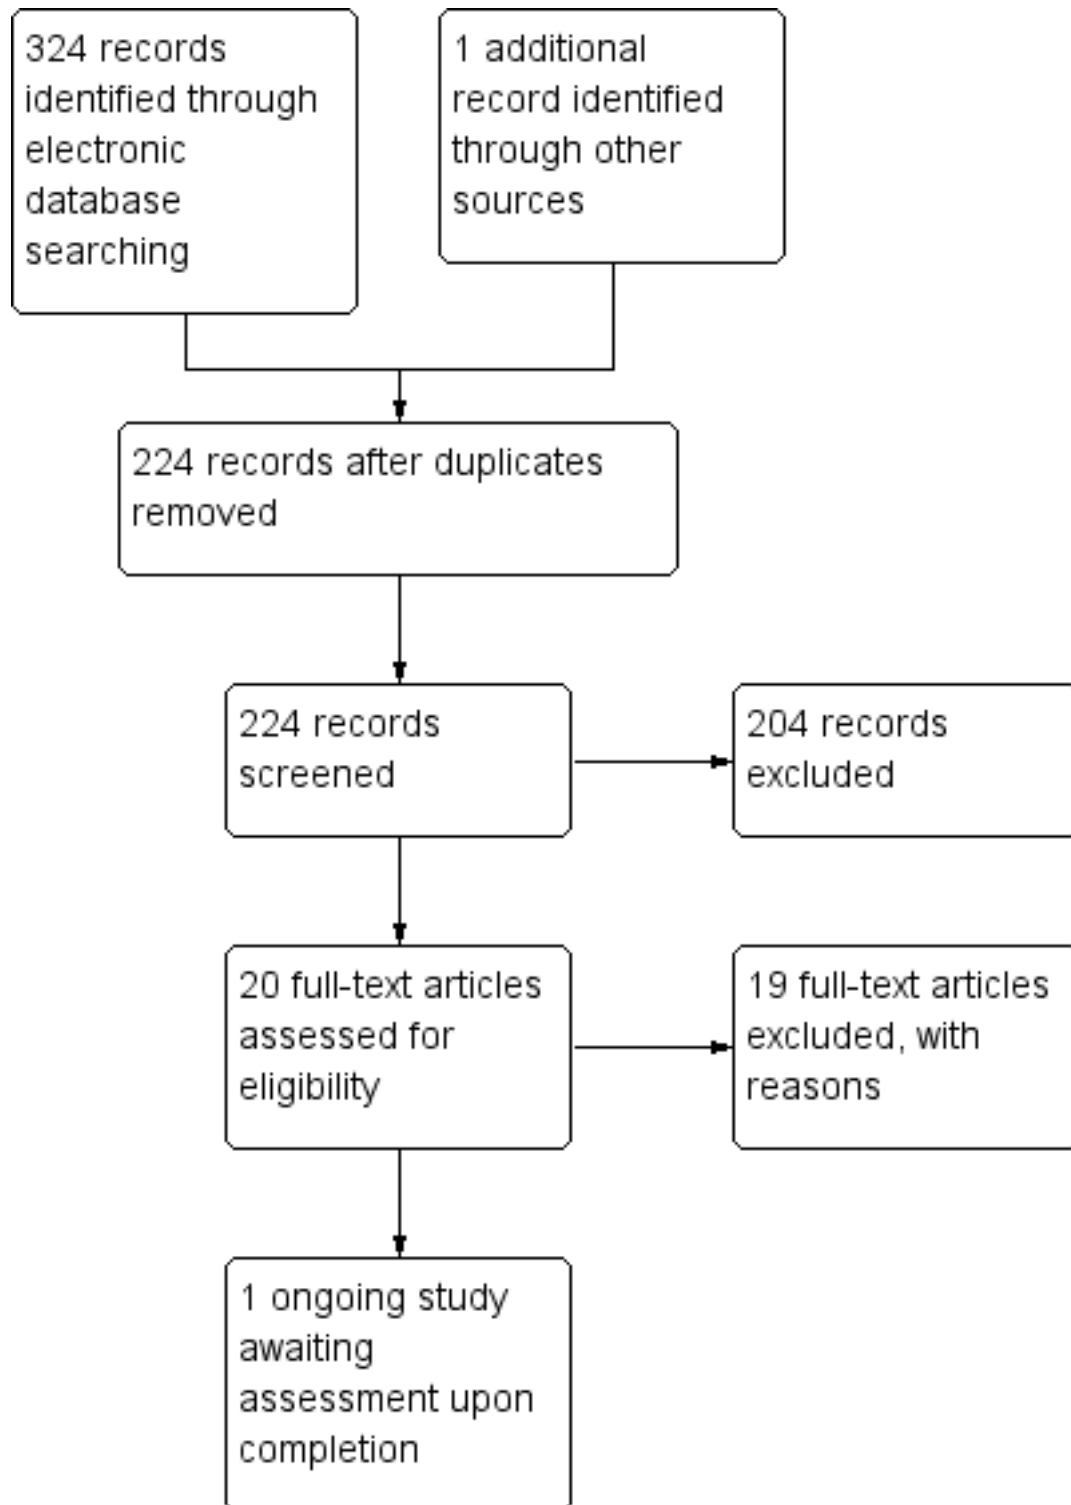 324 records
identified through
electronic
database
searching
1 additional
record identified
through other
sources
224 records after duplicates
removed
224 records
screened
204 records
excluded
20 full-text articles
assessed for
eligibility
19 full-text articles
excluded, with
reasons
1 ongoing study
awaiting
assessment upon
completion